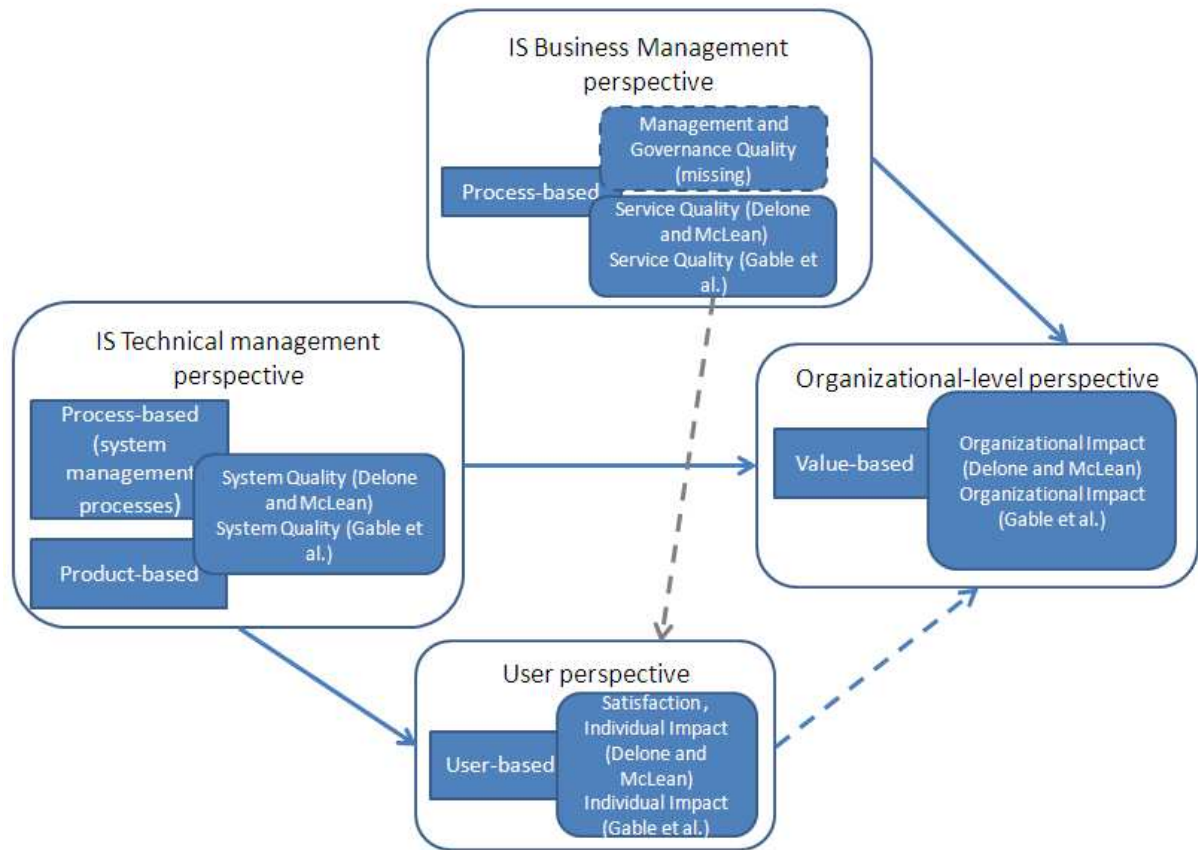 IS Business Management
perspective
Management and
Governance Quality
(missing)
Process-based
Service Quality (Delone
and McLean)
Service Quality (Gable et
al.)
IS Technical management
perspective
Process-based
(system
management
processes)
System Quality (Delone
and McLean)
System Quality (Gable et
al.)
Product-based
Organizational-level perspective
Value-based
Organizational Impact
(Delone and McLean)
Organizational Impact
(Gable et al.)
User perspective
User-based
Satisfaction ,
Individual Impact
(Delone and
McLean)
Individual Impact
(Gable et al.)